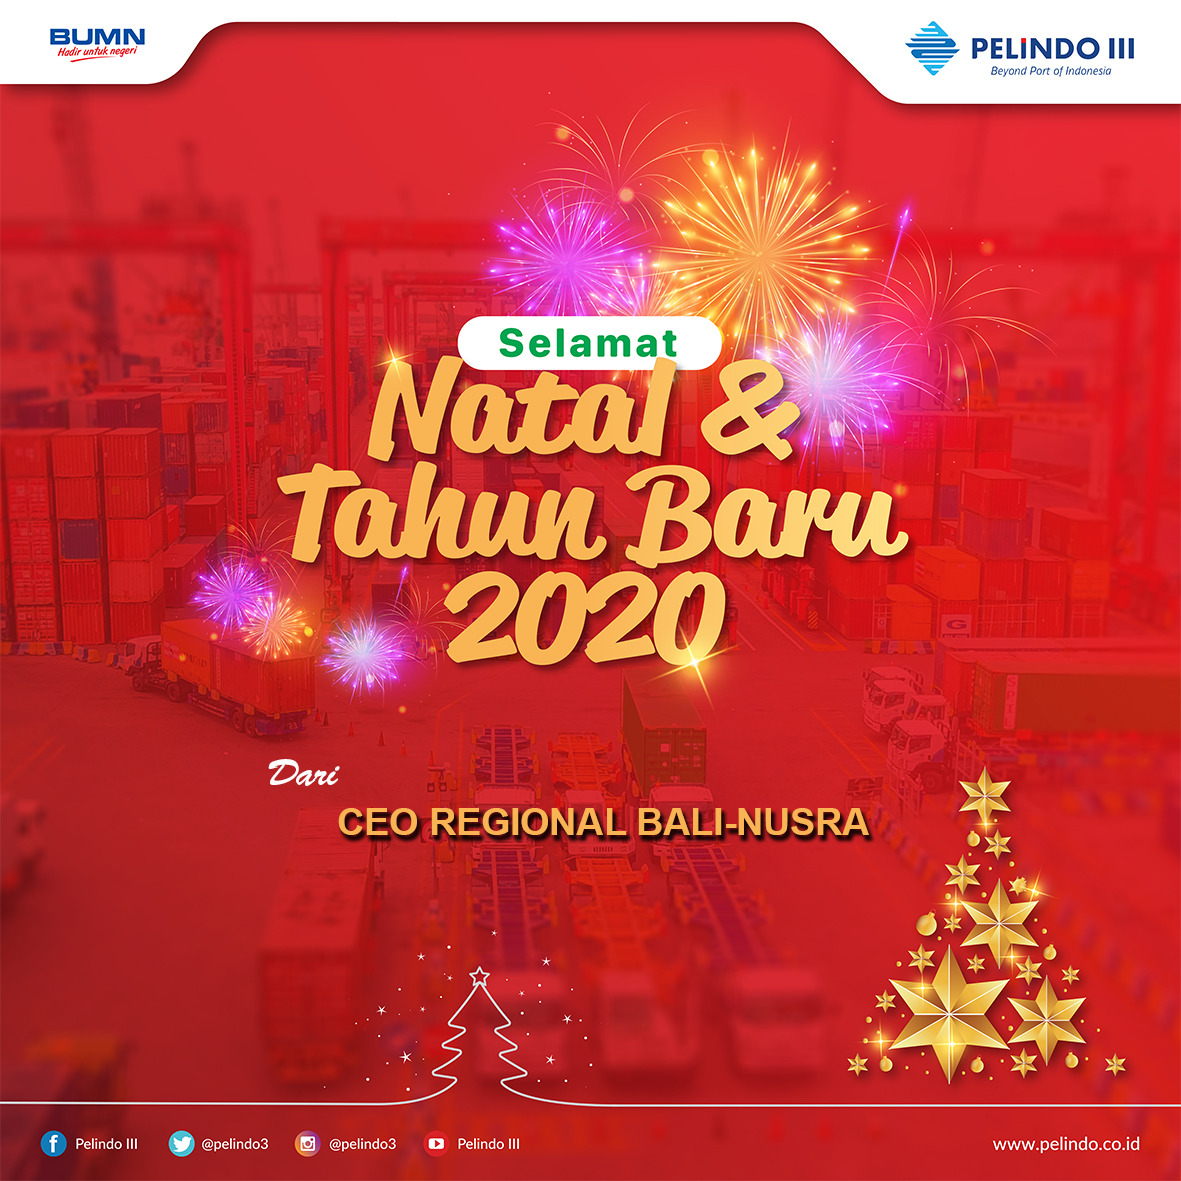 BUMN
Hadir untuk negeri
PELINDO III
Beyond Port of Indonesia
Selamat
Natal &
Tahun Baru
2020
Dari
CEO REGIONAL BALI-NUSRA
Pelindo III
@pelindo3
@pelindo3
Pelindo III
www.pelindo.co.id